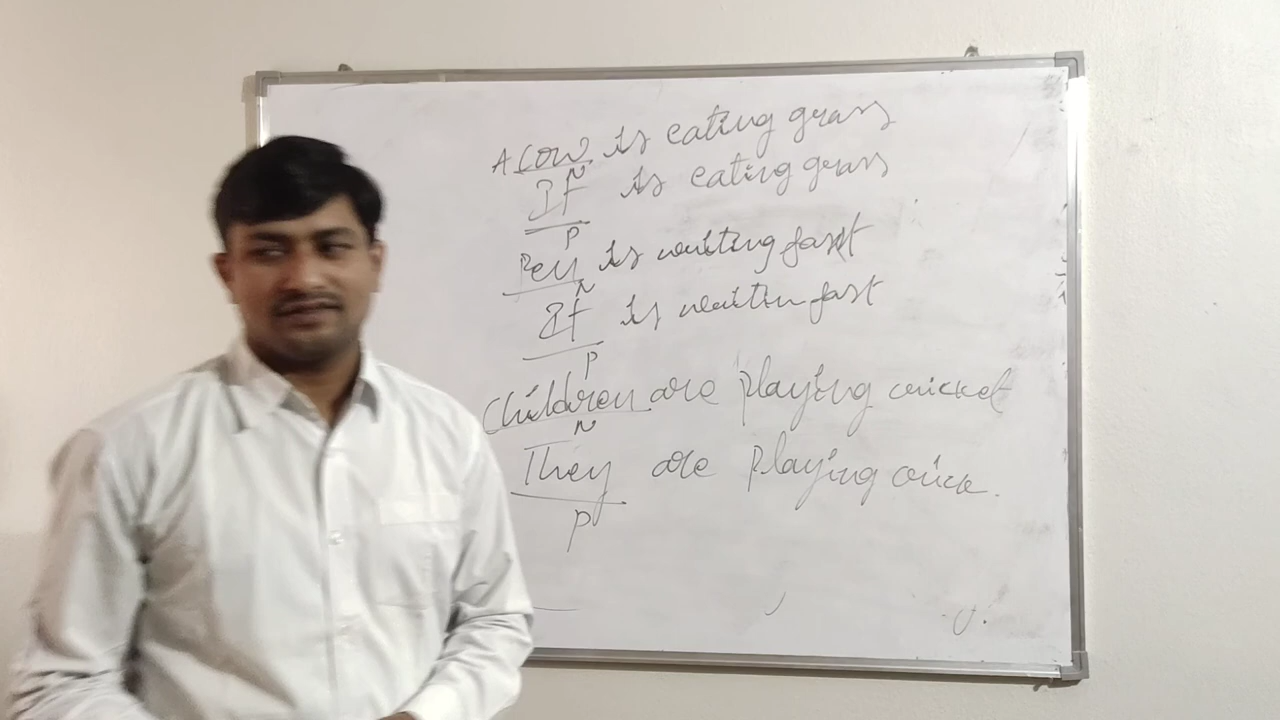 A Cow is eating grass
N
It is eating grass
P
Pen is writing fast
N
It is writin fast
P
Children are playing cricket
N
They are playing crick.
P